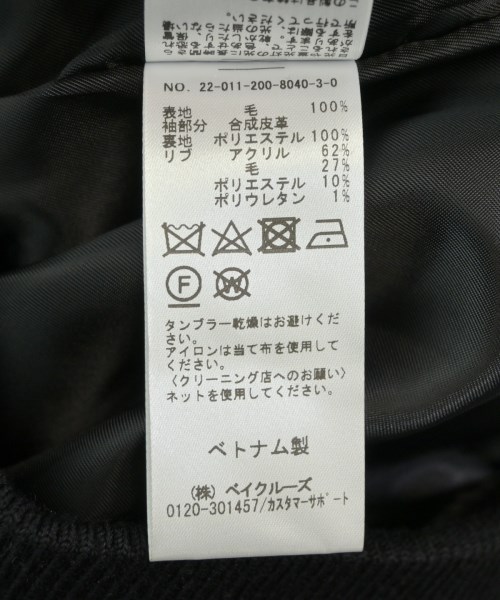 NO. 22-011-200-8040-3-0
表地 毛 100%
袖部分 合成皮革
裏地 ポリエステル 100%
リブ アクリル 62%
毛 27%
ポリエステル 10%
ポリウレタン 1%
F W
タンブラー乾燥はお避けくだ
さい。
アイロンは当て布を使用して
ください。
〈クリーニング店へのお願い〉
ネットを使用してください。
ベトナム製
(株) ベイクルーズ
0120-301457/カスタマーサポート